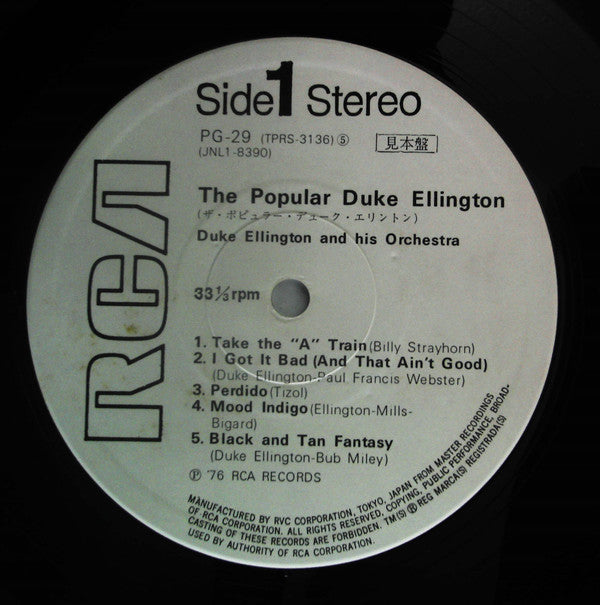 Side 1 Stereo
PG-29 (TPRS-3136)⑤
(JNL1-8390)
見本盤
RCA
The Popular Duke Ellington
(ザ・ポピュラー・デューク・エリントン)
Duke Ellington and his Orchestra
33⅓rpm
1. Take the "A" Train (Billy Strayhorn)
2. I Got It Bad (And That Ain't Good)
(Duke Ellington-Paul Francis Webster)
3. Perdido (Tizol)
4. Mood Indigo (Ellington-Mills-
Bigard)
5. Black and Tan Fantasy
(Duke Ellington-Bub Miley)
Ⓟ '76 RCA RECORDS
MANUFACTURED BY RVC CORPORATION, TOKYO, JAPAN FROM MASTER RECORDINGS
OF RCA CORPORATION. ALL RIGHTS RESERVED, COPYING, PUBLIC PERFORMANCE, BROAD-
CASTING OF THESE RECORDS ARE FORBIDDEN. TM(S) ® REG MARCA(S) REGISTRADA(S)
USED BY AUTHORITY OF RCA CORPORATION.